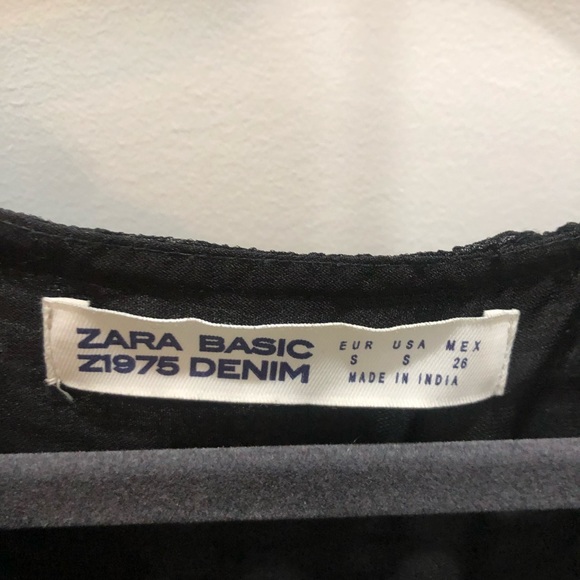 ZARA BASIC
Z1975 DENIM
EUR USA MEX
S S 26
MADE IN INDIA